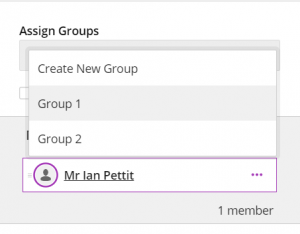 Assign Groups
Create New Group
Group 1
Group 2
Mr Ian Pettit
1 member